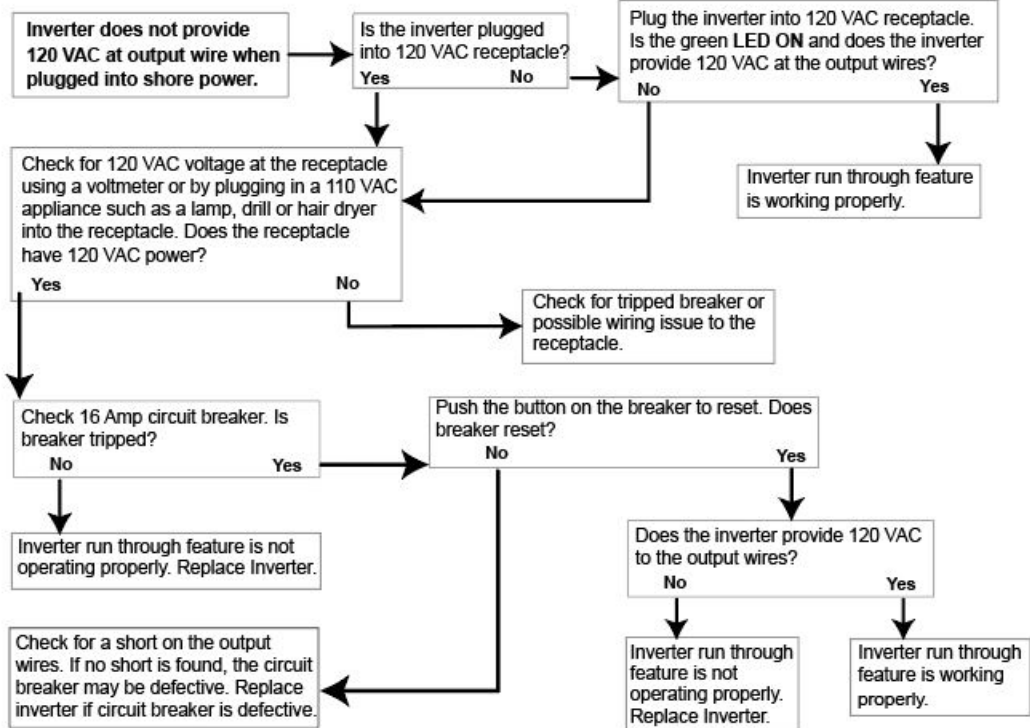 Inverter does not provide
120 VAC at output wire when
plugged into shore power.
Is the inverter plugged
into 120 VAC receptacle?
Yes No
Plug the inverter into 120 VAC receptacle.
Is the green LED ON and does the inverter
provide 120 VAC at the output wires?
No Yes
Check for 120 VAC voltage at the receptacle
using a voltmeter or by plugging in a 110 VAC
appliance such as a lamp, drill or hair dryer
into the receptacle. Does the receptacle
have 120 VAC power?
Yes No
Inverter run through feature
is working properly.
Check for tripped breaker or
possible wiring issue to the
receptacle.
Check 16 Amp circuit breaker. Is
breaker tripped?
No Yes
Push the button on the breaker to reset. Does
breaker reset?
No Yes
Inverter run through feature is not
operating properly. Replace Inverter.
Does the inverter provide 120 VAC
to the output wires?
No Yes
Check for a short on the output
wires. If no short is found, the circuit
breaker may be defective. Replace
inverter if circuit breaker is defective.
Inverter run through
feature is not
operating properly.
Replace Inverter.
Inverter run through
feature is working
properly.